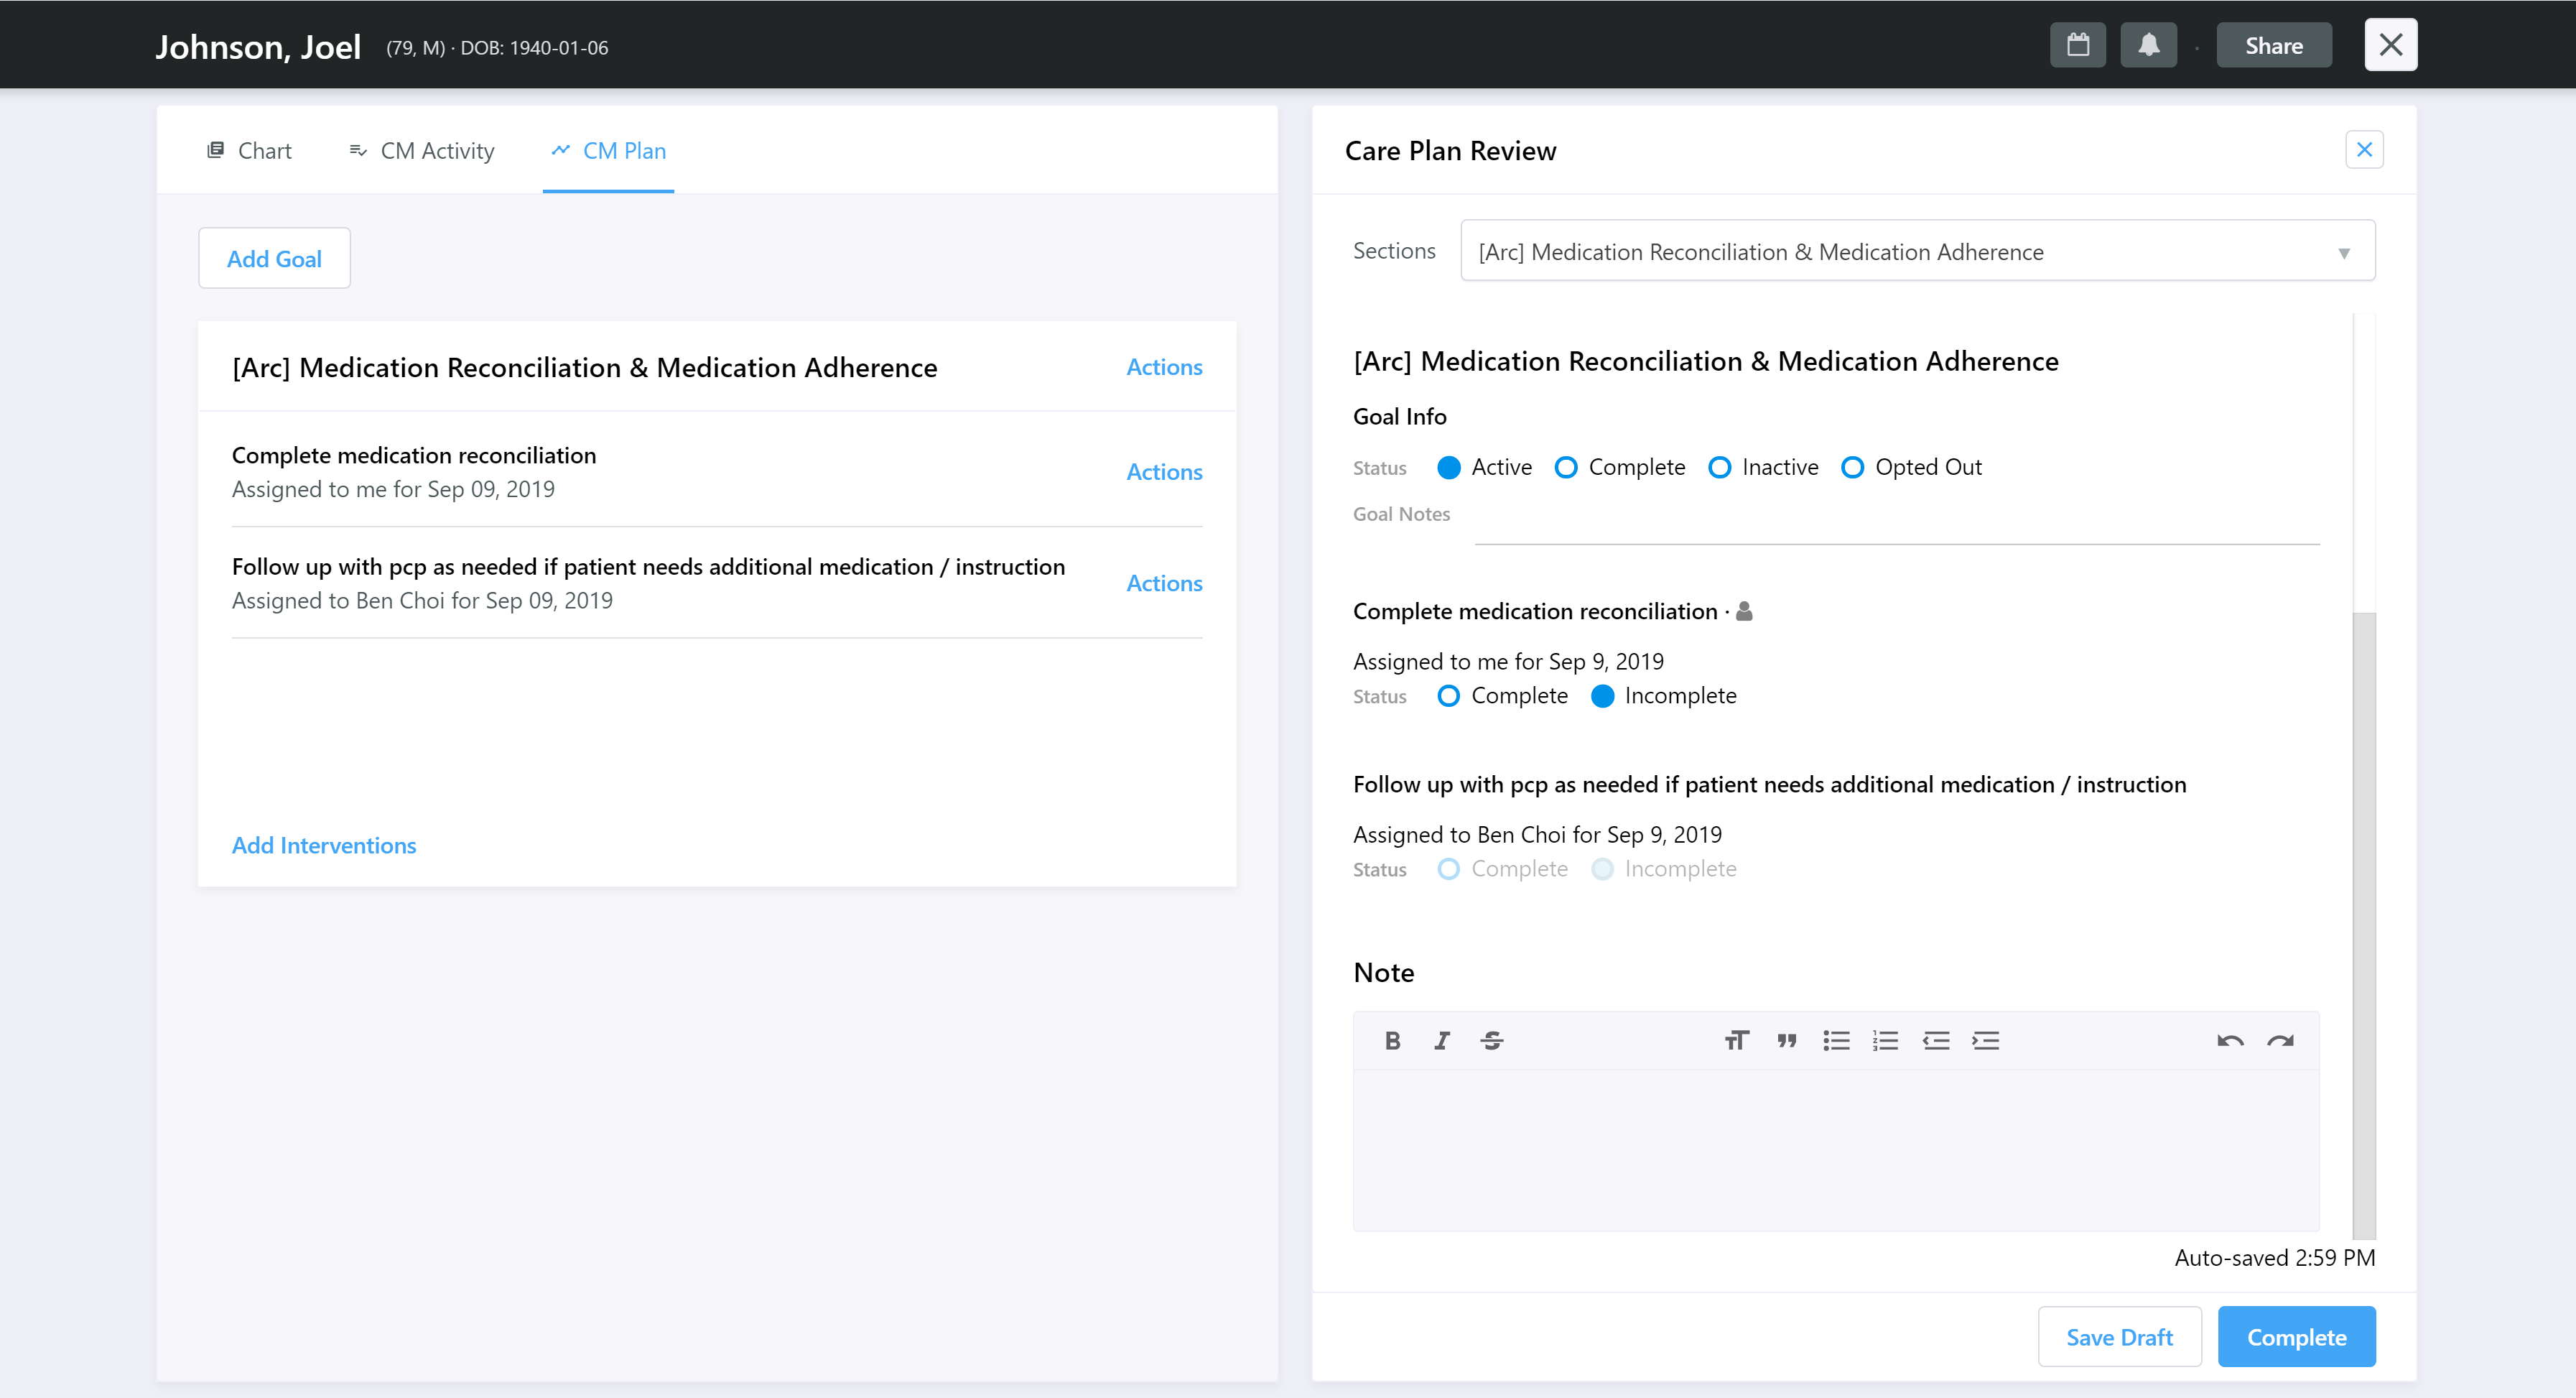 Johnson, Joel (79, M) · DOB: 1940-01-06
Share
Chart CM Activity CM Plan
Add Goal
[Arc] Medication Reconciliation & Medication Adherence Actions
Complete medication reconciliation
Assigned to me for Sep 09, 2019
Actions
Follow up with pcp as needed if patient needs additional medication / instruction
Assigned to Ben Choi for Sep 09, 2019
Actions
Add Interventions
Care Plan Review
Sections [Arc] Medication Reconciliation & Medication Adherence
[Arc] Medication Reconciliation & Medication Adherence
Goal Info
Status Active Complete Inactive Opted Out
Goal Notes
Complete medication reconciliation ·
Assigned to me for Sep 9, 2019
Status Complete Incomplete
Follow up with pcp as needed if patient needs additional medication / instruction
Assigned to Ben Choi for Sep 9, 2019
Status Complete Incomplete
Note
Auto-saved 2:59 PM
Save Draft Complete